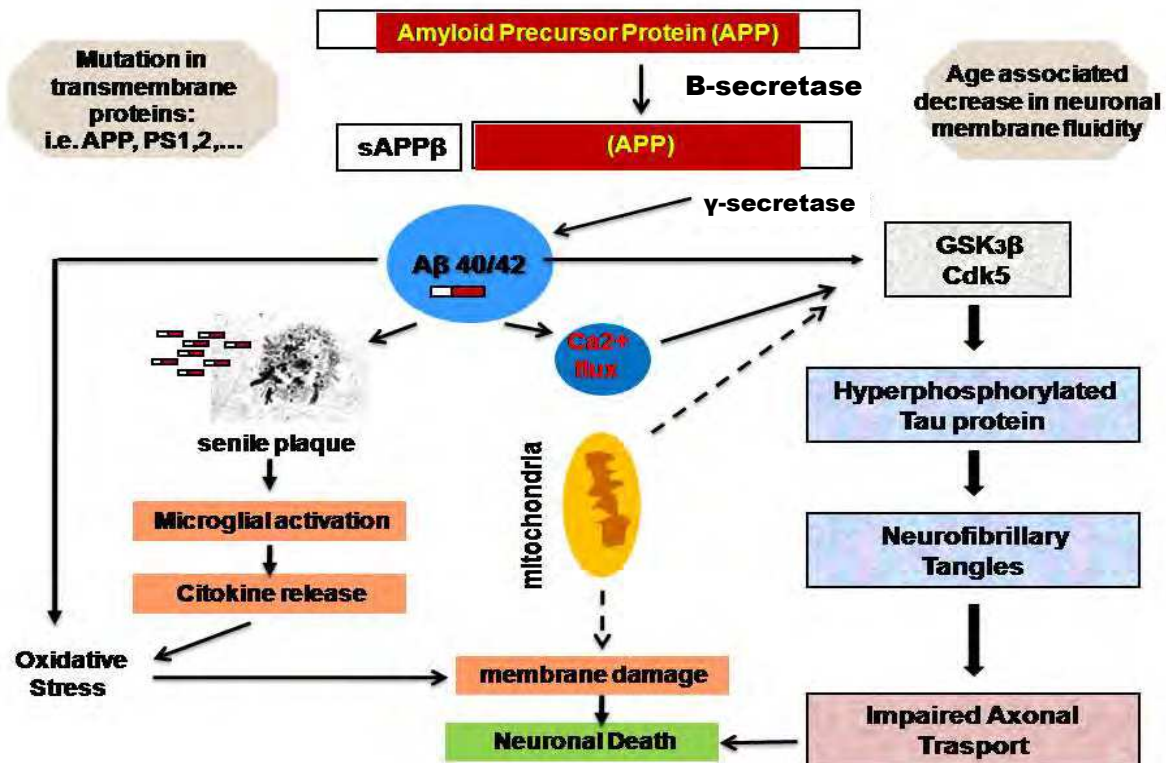 Amyloid Precursor Protein (APP)
Mutation in
transmembrane
proteins:
i.e. APP, PS1,2,...
B-secretase
Age associated
decrease in neuronal
membrane fluidity
sAPPβ
(APP)
γ-secretase
Aβ 40/42
GSK3β
Cdk5
Ca2+
flux
senile plaque
Hyperphosphorylated
Tau protein
mitochondria
Microglial activation
Citokine release
Neurofibrillary
Tangles
Oxidative
Stress
membrane damage
Neuronal Death
Impaired Axonal
Trasport